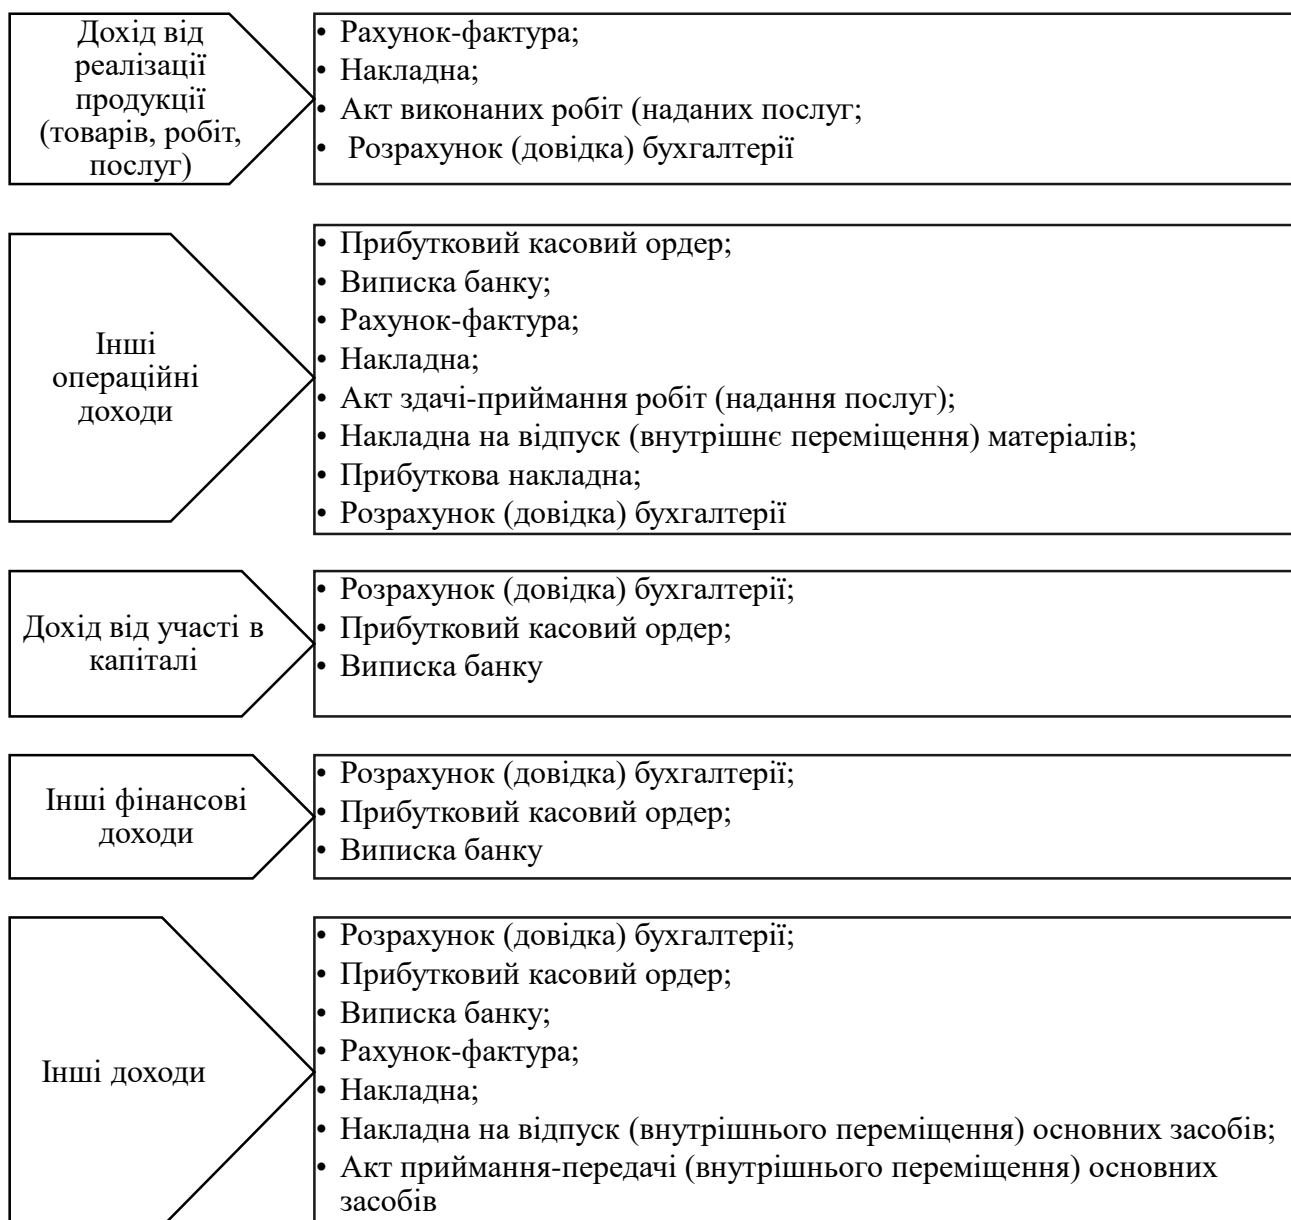 Дохід від
реалізації
продукції
(товарів, робіт,
послуг)
• Рахунок-фактура;
• Накладна;
• Акт виконаних робіт (наданих послуг;
• Розрахунок (довідка) бухгалтерії
Інші
операційні
доходи
• Прибутковий касовий ордер;
• Виписка банку;
• Рахунок-фактура;
• Накладна;
• Акт здачі-приймання робіт (надання послуг);
• Накладна на відпуск (внутрішнє переміщення) матеріалів;
• Прибуткова накладна;
• Розрахунок (довідка) бухгалтерії
Дохід від участі в
капіталі
• Розрахунок (довідка) бухгалтерії;
• Прибутковий касовий ордер;
• Виписка банку
Інші фінансові
доходи
• Розрахунок (довідка) бухгалтерії;
• Прибутковий касовий ордер;
• Виписка банку
Інші доходи
• Розрахунок (довідка) бухгалтерії;
• Прибутковий касовий ордер;
• Виписка банку;
• Рахунок-фактура;
• Накладна;
• Накладна на відпуск (внутрішнього переміщення) основних засобів;
• Акт приймання-передачі (внутрішнього переміщення) основних
засобів